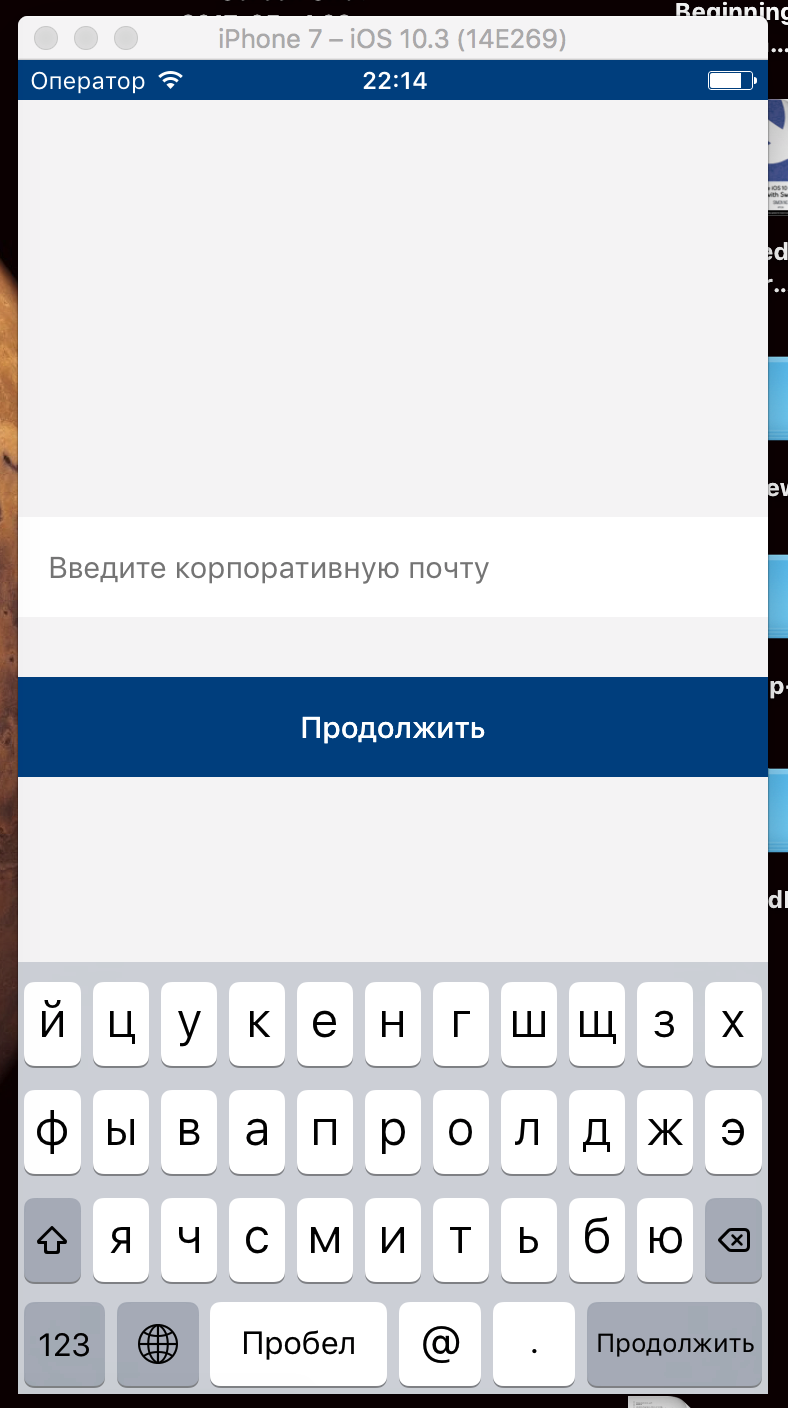 Beginning
iPhone 7 – iOS 10.3 (14E269)
Оператор 22:14
Введите корпоративную почту
Продолжить
й ц у к е н г ш щ з х
ф ы в а п р о л д ж э
я ч с м и т ь б ю
123 Пробел @ . Продолжить